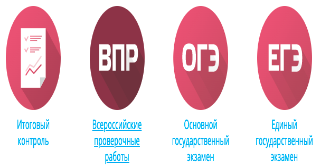 ВПР
ОГЭ
ЕГЭ
Итоговый
контроль
Всероссийские
проверочные
работы
Основной
государственный
экзамен
Единый
государственный
экзамен